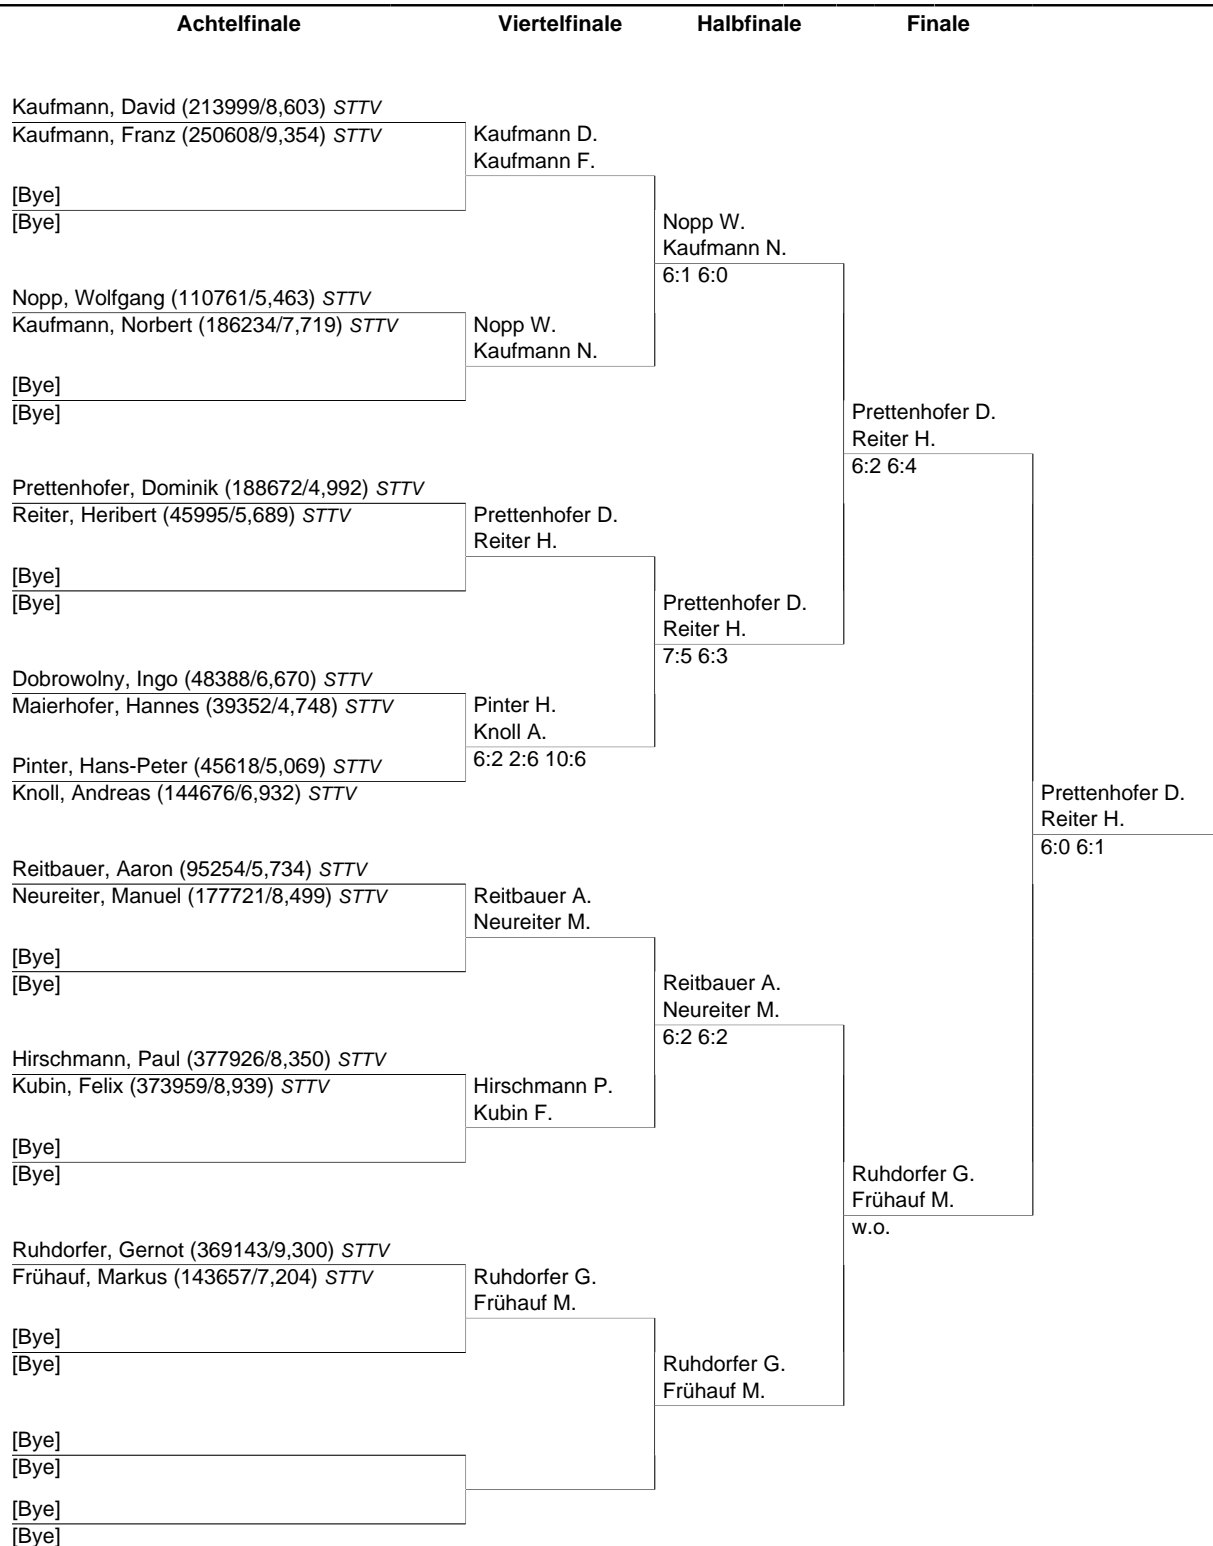 Achtelfinale Viertelfinale Halbfinale Finale
Kaufmann, David (213999/8,603) STTV
Kaufmann, Franz (250608/9,354) STTV
[Bye]
[Bye]
Nopp, Wolfgang (110761/5,463) STTV
Kaufmann, Norbert (186234/7,719) STTV
[Bye]
[Bye]
Prettenhofer, Dominik (188672/4,992) STTV
Reiter, Heribert (45995/5,689) STTV
[Bye]
[Bye]
Dobrowolny, Ingo (48388/6,670) STTV
Maierhofer, Hannes (39352/4,748) STTV
Pinter, Hans-Peter (45618/5,069) STTV
Knoll, Andreas (144676/6,932) STTV
Reitbauer, Aaron (95254/5,734) STTV
Neureiter, Manuel (177721/8,499) STTV
[Bye]
[Bye]
Hirschmann, Paul (377926/8,350) STTV
Kubin, Felix (373959/8,939) STTV
[Bye]
[Bye]
Ruhdorfer, Gernot (369143/9,300) STTV
Frühauf, Markus (143657/7,204) STTV
[Bye]
[Bye]
[Bye]
[Bye]
[Bye]
[Bye]
Kaufmann D.
Kaufmann F.
Nopp W.
Kaufmann N.
Prettenhofer D.
Reiter H.
Pinter H.
Knoll A.
6:2 2:6 10:6
Reitbauer A.
Neureiter M.
Hirschmann P.
Kubin F.
Ruhdorfer G.
Frühauf M.
Nopp W.
Kaufmann N.
6:1 6:0
Prettenhofer D.
Reiter H.
7:5 6:3
Reitbauer A.
Neureiter M.
6:2 6:2
Ruhdorfer G.
Frühauf M.
Prettenhofer D.
Reiter H.
6:2 6:4
Ruhdorfer G.
Frühauf M.
w.o.
Prettenhofer D.
Reiter H.
6:0 6:1